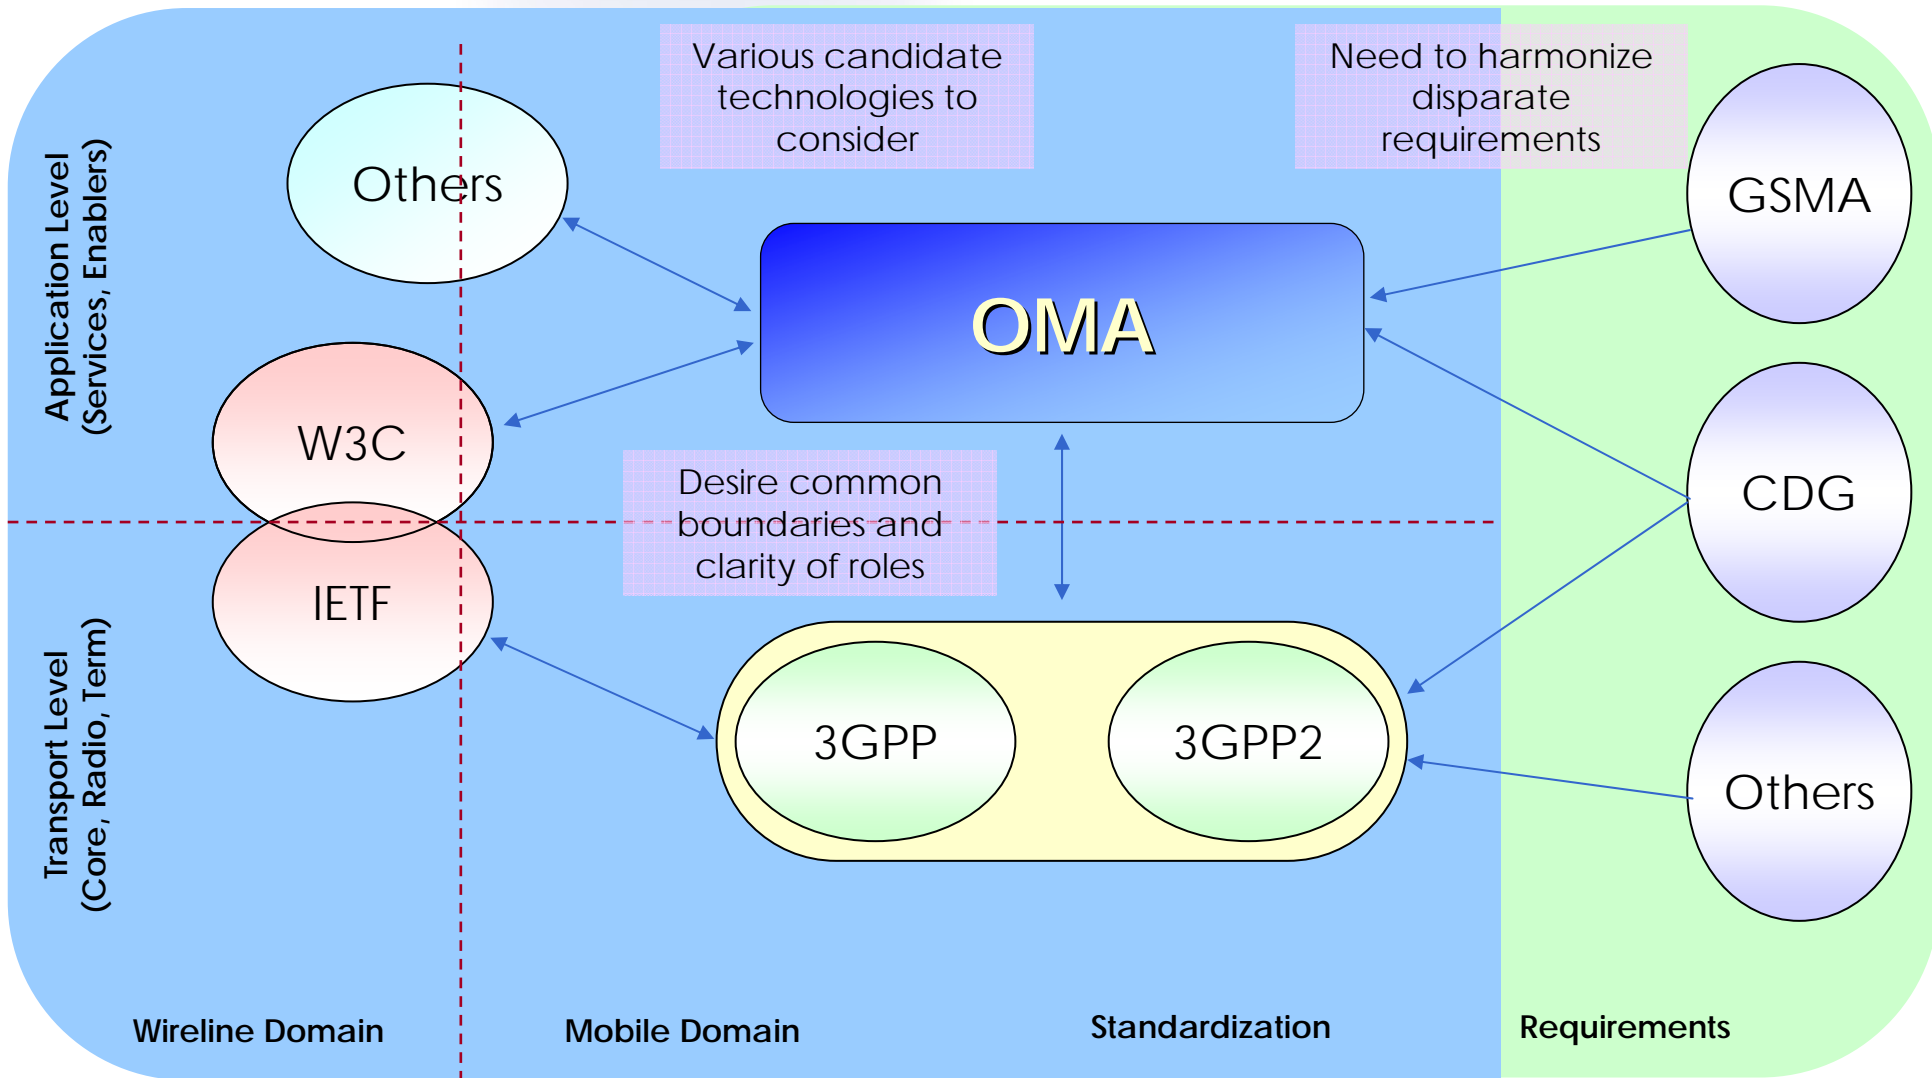 Various candidate
technologies to
consider
Need to harmonize
disparate
requirements
Others
GSMA
Application Level
(Services, Enablers)
OMA
W3C
Desire common
boundaries and
clarity of roles
CDG
IETF
Transport Level
(Core, Radio, Term)
3GPP
3GPP2
Others
Wireline Domain
Mobile Domain
Standardization
Requirements